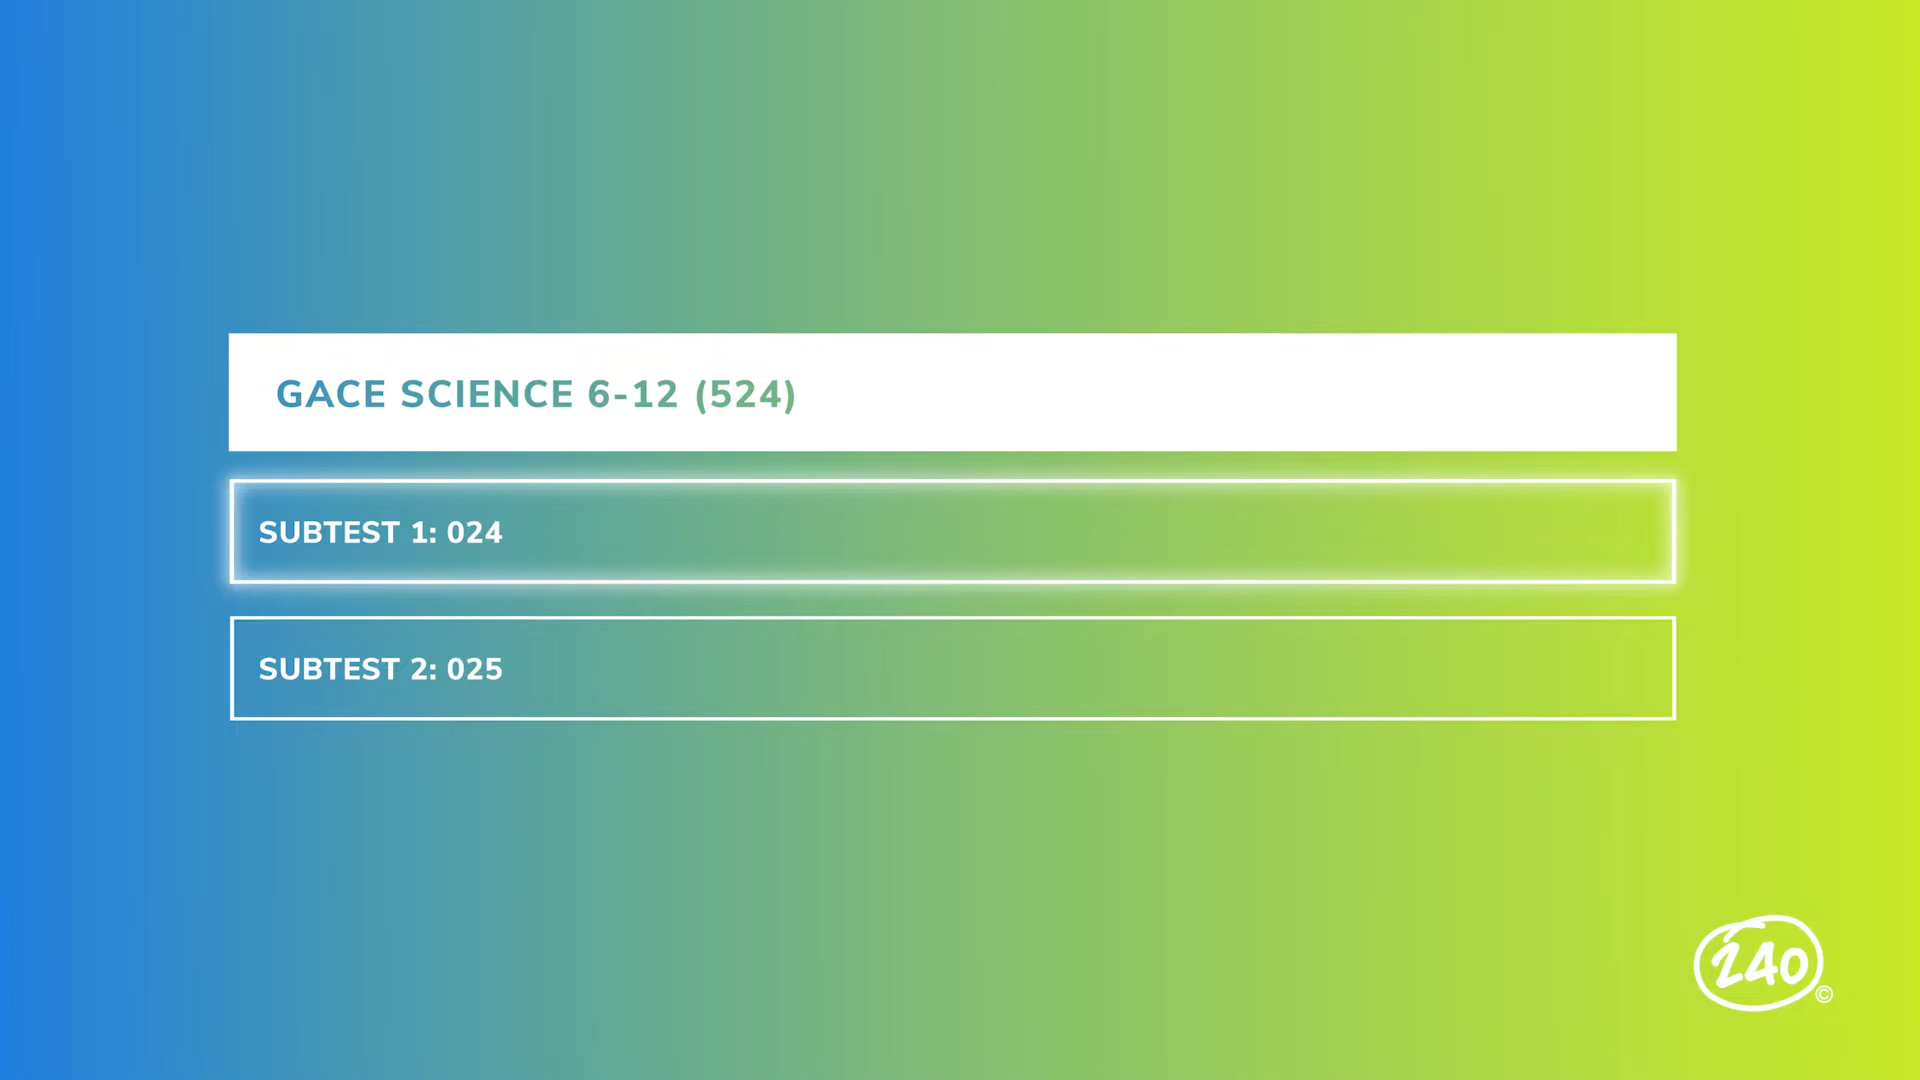 GACE SCIENCE 6-12 (524)
SUBTEST 1: 024
SUBTEST 2: 025
240
©